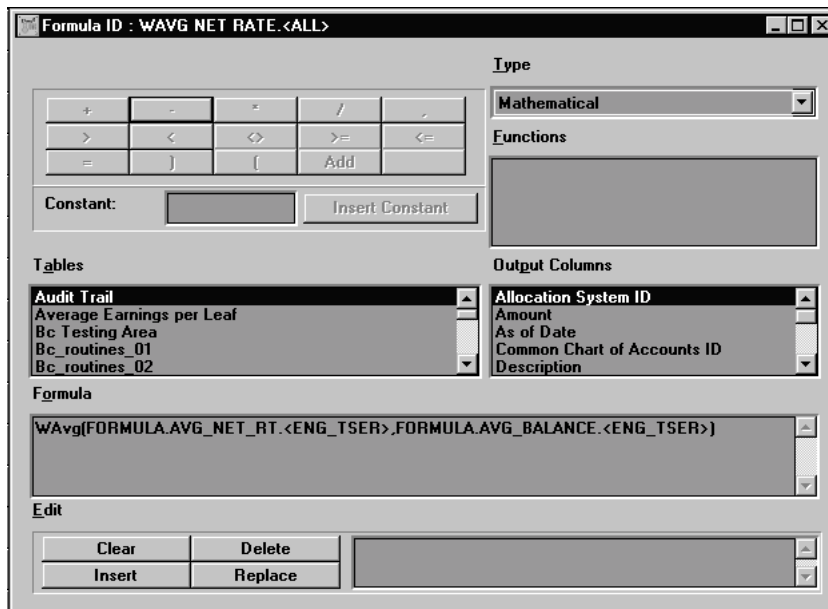 Formula ID : WAVG NET RATE.<ALL>
Type
+ - * / ,
Mathematical
> < <> >= <=
Functions
= ) ( Add
Constant:
Insert Constant
Tables
Output Columns
Audit Trail
Average Earnings per Leaf
Bc Testing Area
Bc_routines_01
Bc_routines_02
Allocation System ID
Amount
As of Date
Common Chart of Accounts ID
Description
Formula
WAvg(FORMULA.AVG_NET_RT.<ENG_TSER>,FORMULA.AVG_BALANCE.<ENG_TSER>)
Edit
Clear Delete
Insert Replace